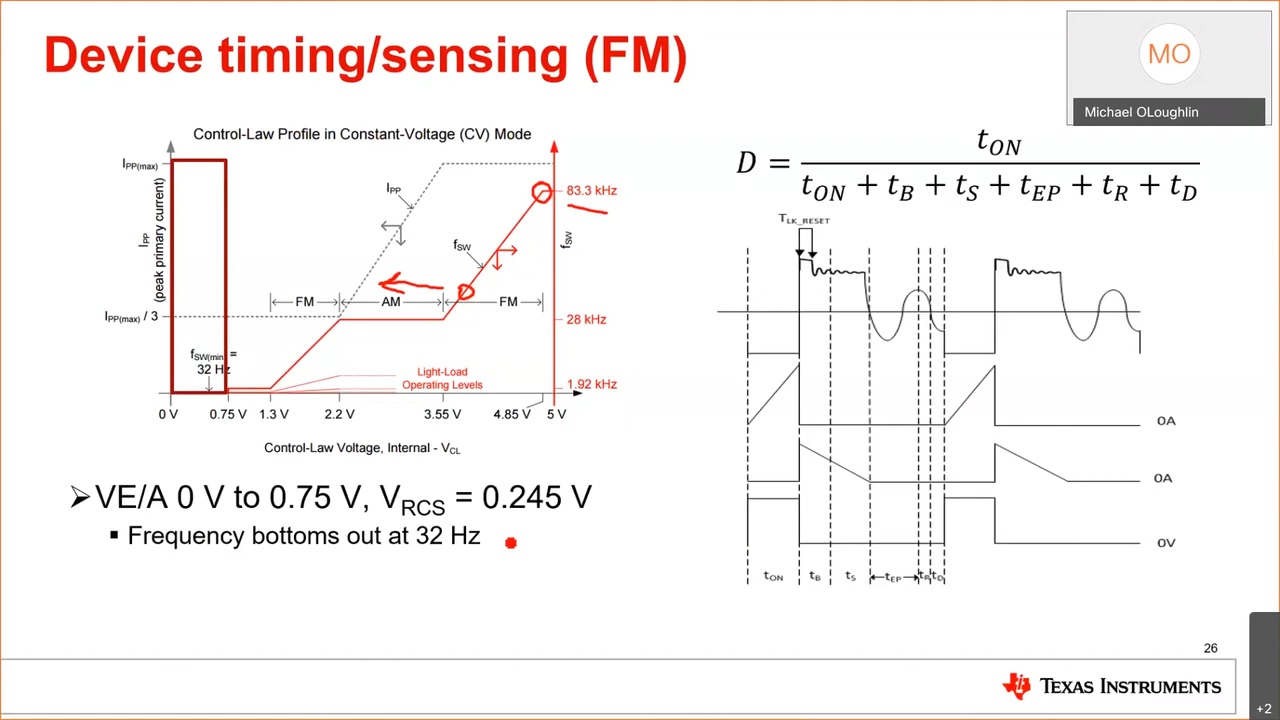 Device timing/sensing (FM)
MO
Michael OLoughlin
Control-Law Profile in Constant-Voltage (CV) Mode
IPP(max)
IPP
(peak primary current)
IPP
fSW
83.3 kHz
fSW
FM
AM
FM
IPP(max) / 3
28 kHz
fSW(min) =
32 Hz
Light-Load
Operating Levels
1.92 kHz
0 V
0.75 V
1.3 V
2.2 V
3.55 V
4.85 V
5 V
Control-Law Voltage, Internal - VCL
➢VE/A 0 V to 0.75 V, VRCS = 0.245 V
▪ Frequency bottoms out at 32 Hz
D = tON / (tON + tB + tS + tEP + tR + tD)
TLK_RESET
0A
0A
0V
tON
tB
tS
tEP
tR
tD
26
TEXAS INSTRUMENTS
+2